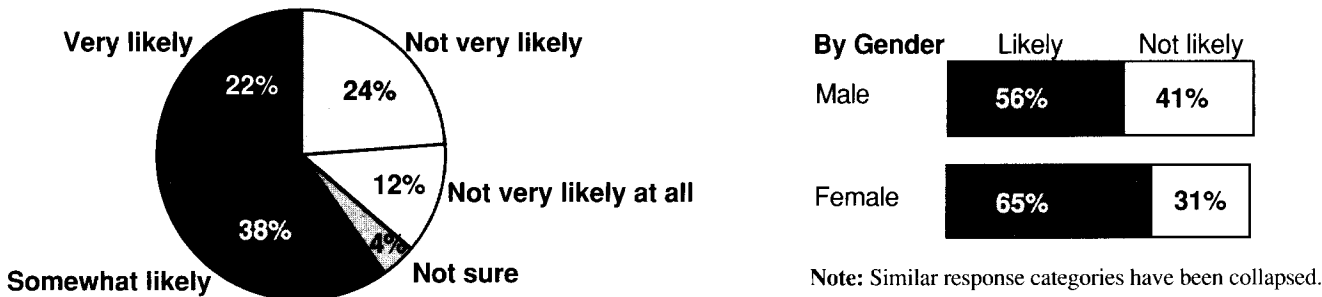 Very likely
22%
Not very likely
24%
12%
Not very likely at all
4%
Not sure
38%
Somewhat likely
By Gender Likely Not likely
Male 56% 41%
Female 65% 31%
Note: Similar response categories have been collapsed.